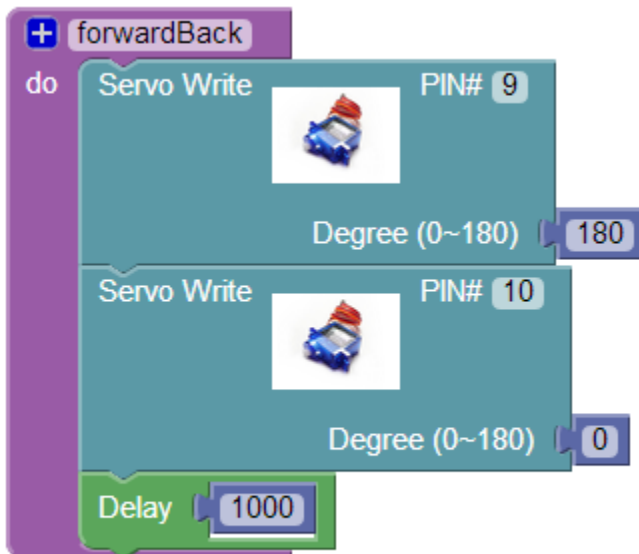 + forwardBack
do Servo Write PIN# 9
Degree (0~180) 180
Servo Write PIN# 10
Degree (0~180) 0
Delay 1000